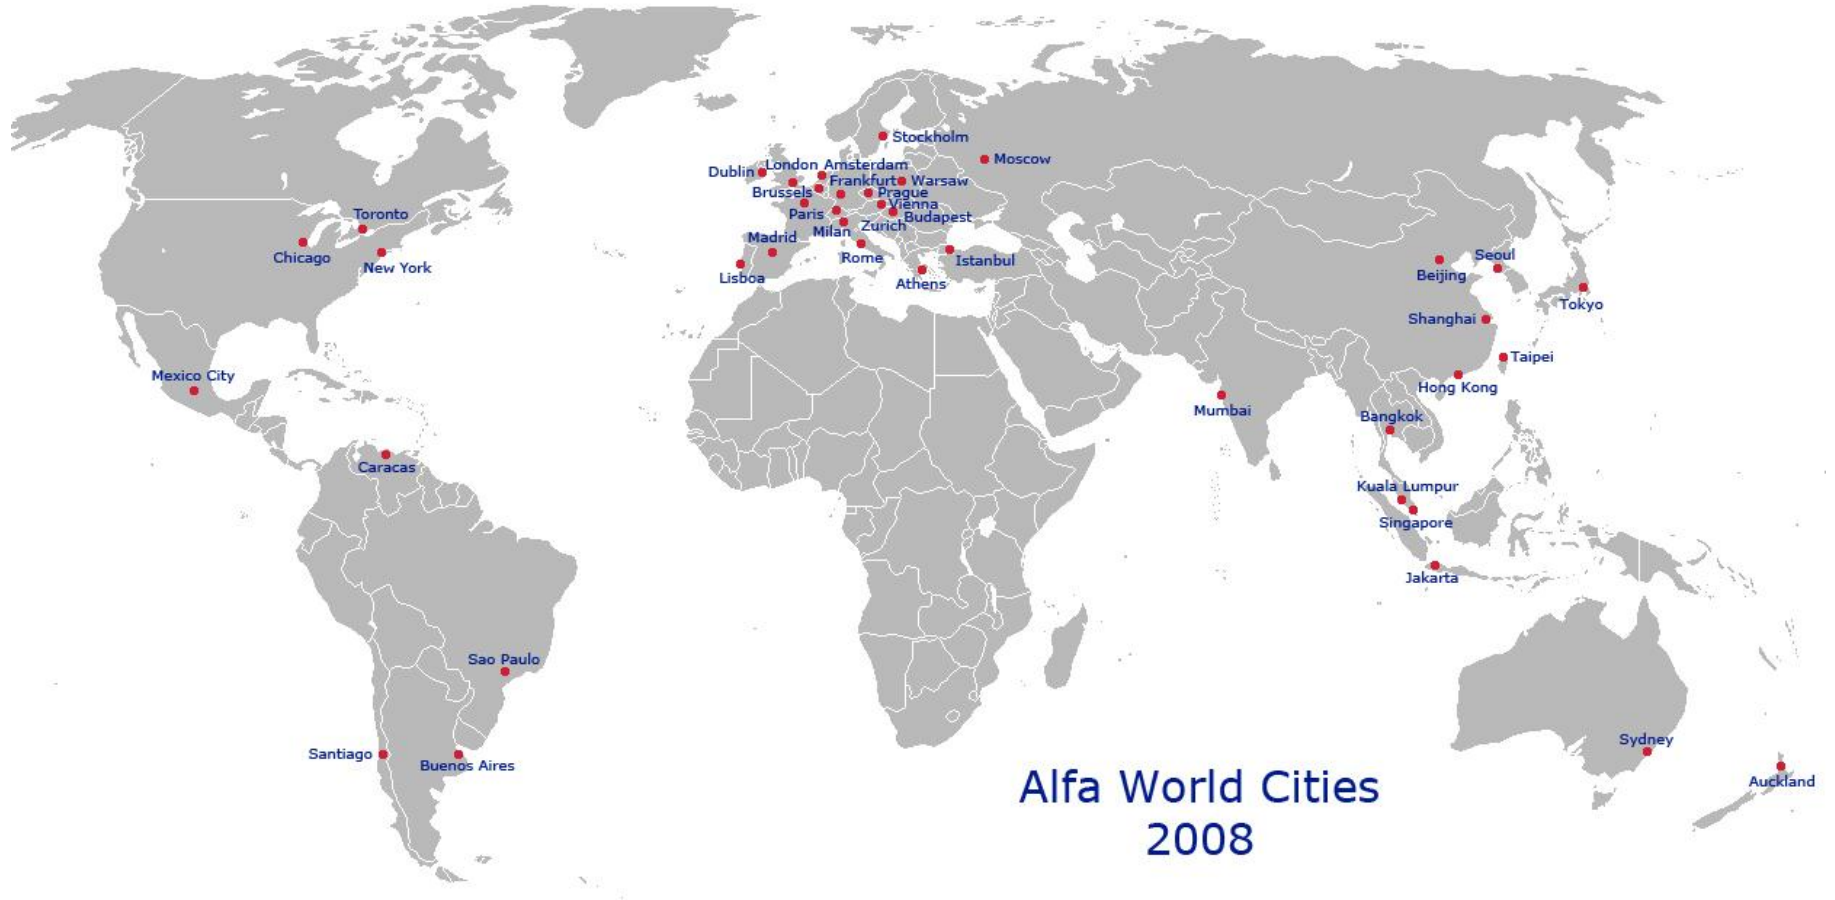 Stockholm
Moscow
London Amsterdam
Dublin
Frankfurt
Warsaw
Brussels
Prague
Vienna
Paris
Budapest
Toronto
Milan
Zurich
Madrid
Chicago
New York
Rome
Istanbul
Lisboa
Athens
Seoul
Beijing
Tokyo
Shanghai
Taipei
Mexico City
Hong Kong
Mumbai
Bangkok
Caracas
Kuala Lumpur
Singapore
Jakarta
Sao Paulo
Santiago
Buenos Aires
Sydney
Auckland
Alfa World Cities
2008